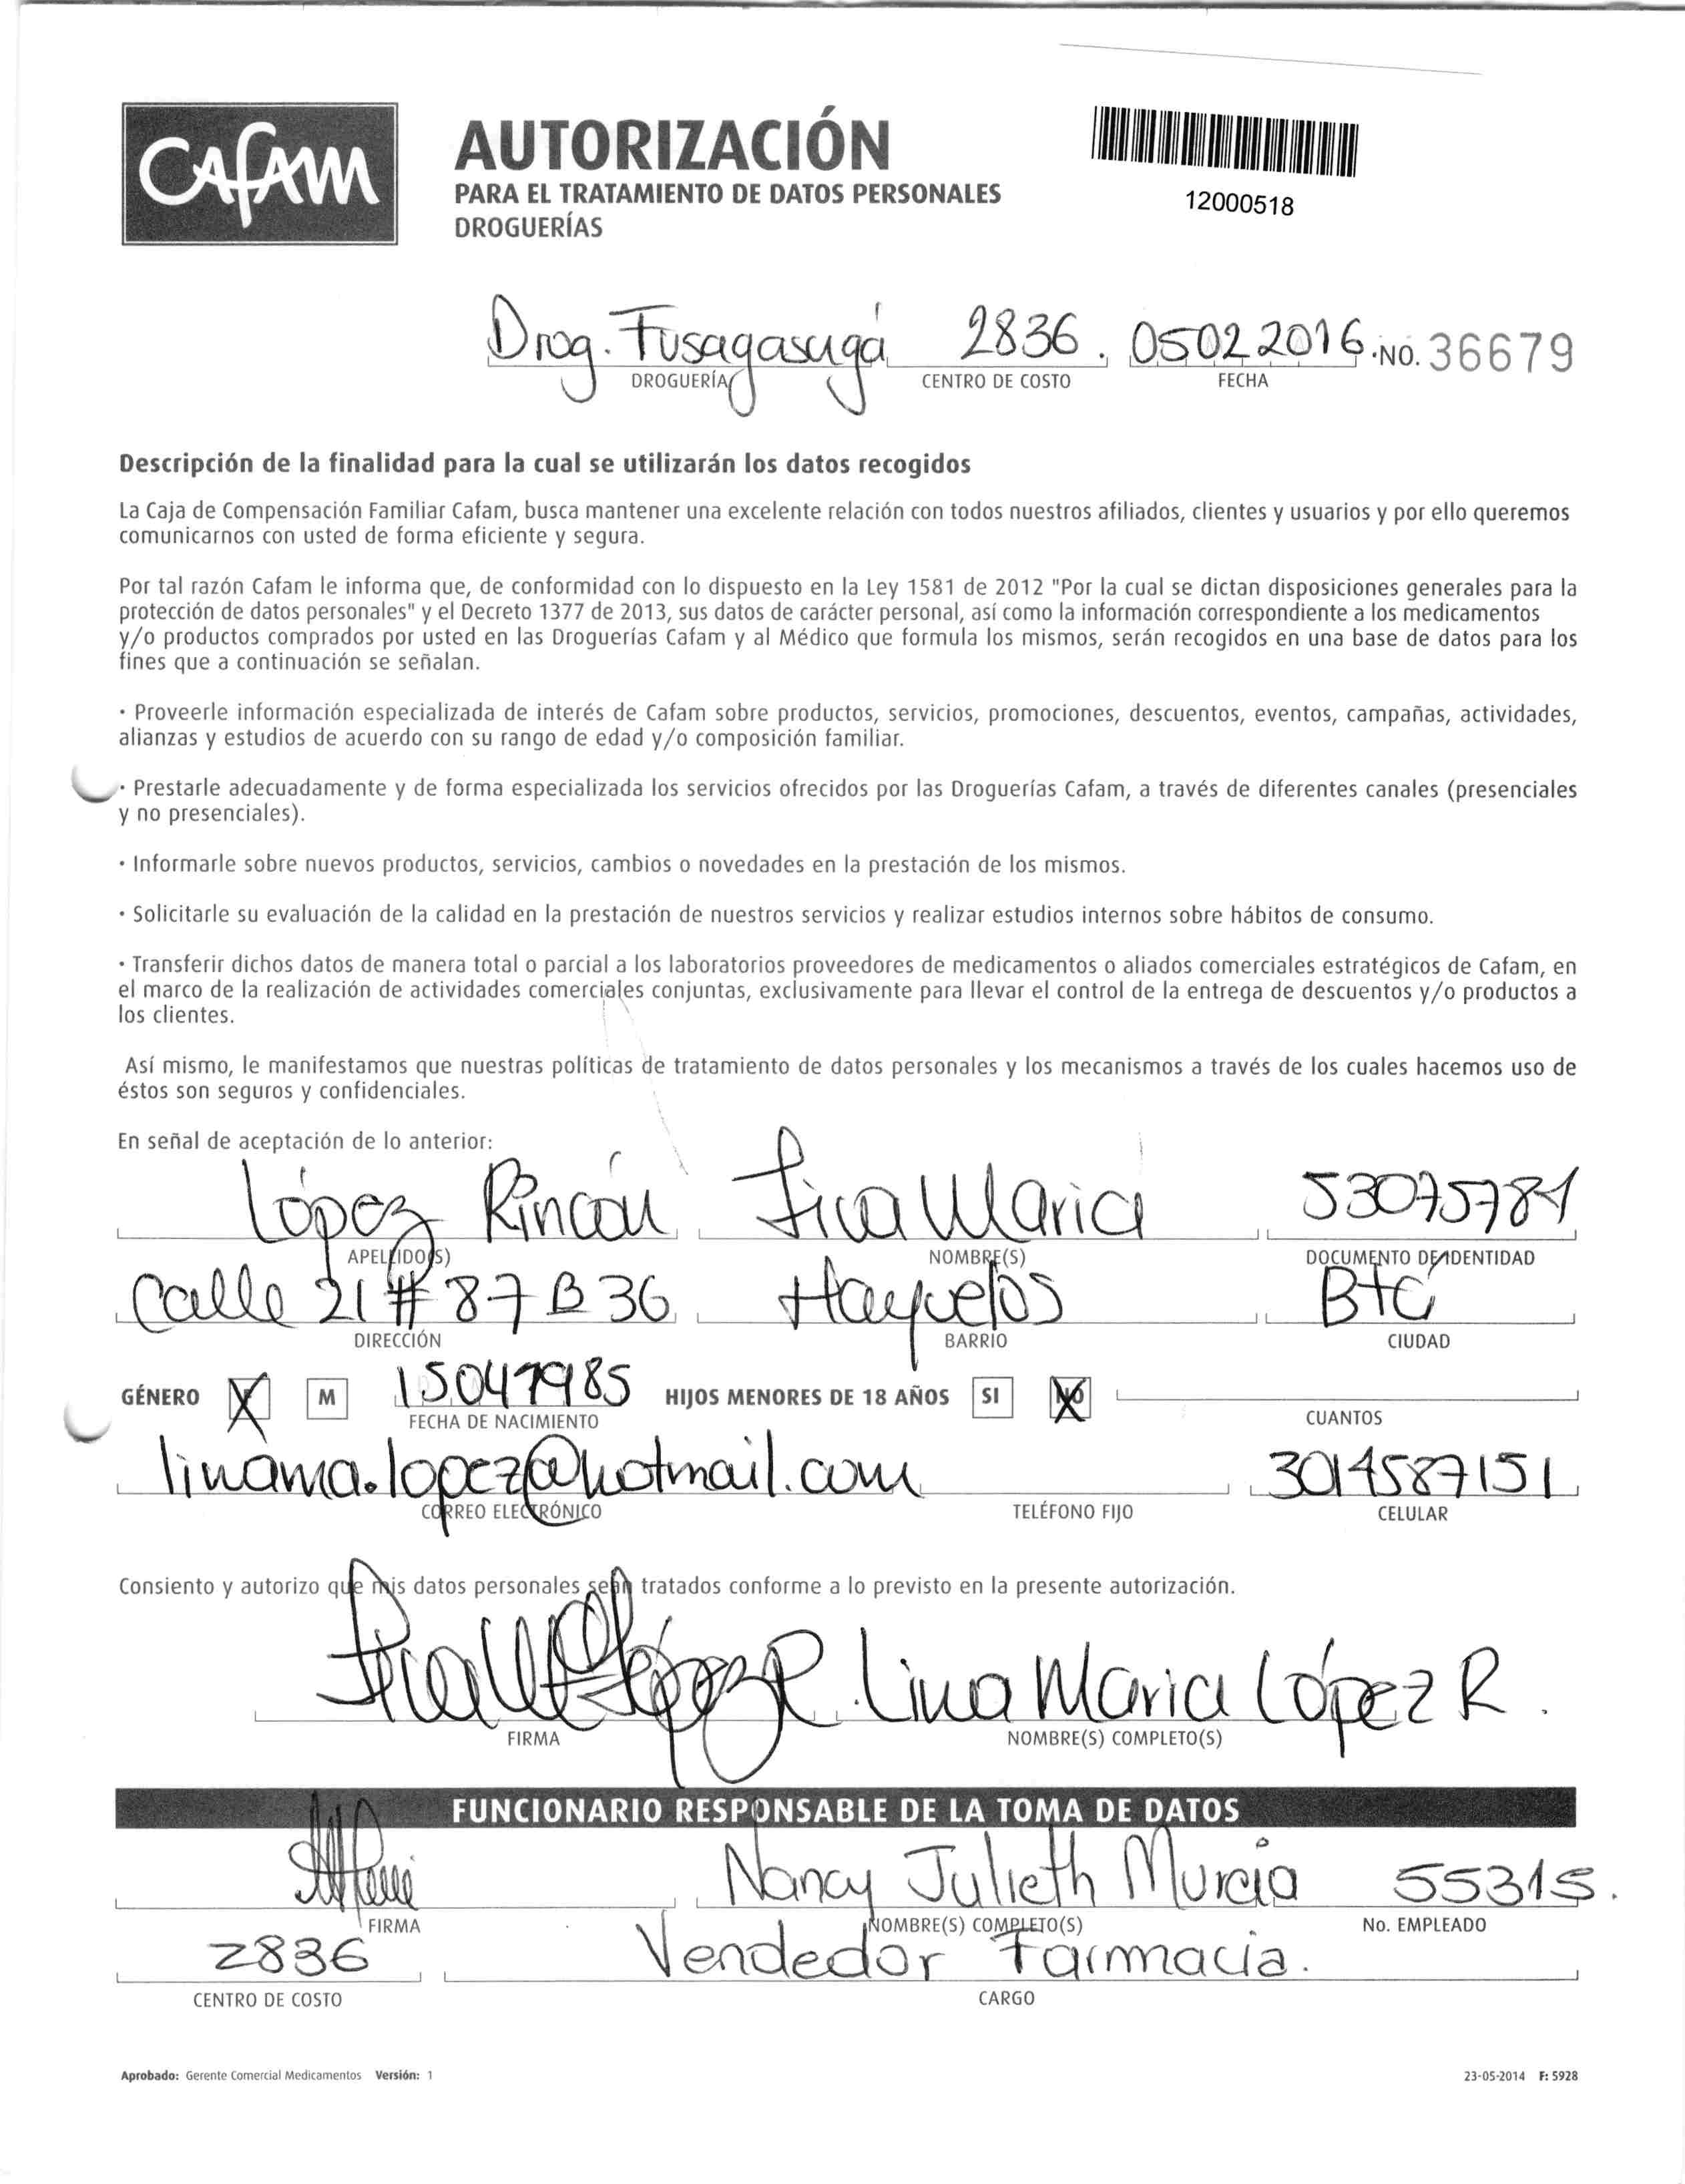 Cafam
AUTORIZACIÓN
PARA EL TRATAMIENTO DE DATOS PERSONALES
DROGUERÍAS
12000518
Drog. Fusagasugá 2836. 05022016. No. 36679
DROGUERÍA CENTRO DE COSTO FECHA
Descripción de la finalidad para la cual se utilizarán los datos recogidos
La Caja de Compensación Familiar Cafam, busca mantener una excelente relación con todos nuestros afiliados, clientes y usuarios y por ello queremos
comunicarnos con usted de forma eficiente y segura.
Por tal razón Cafam le informa que, de conformidad con lo dispuesto en la Ley 1581 de 2012 "Por la cual se dictan disposiciones generales para la
protección de datos personales" y el Decreto 1377 de 2013, sus datos de carácter personal, así como la información correspondiente a los medicamentos
y/o productos comprados por usted en las Droguerías Cafam y al Médico que formula los mismos, serán recogidos en una base de datos para los
fines que a continuación se señalan.
· Proveerle información especializada de interés de Cafam sobre productos, servicios, promociones, descuentos, eventos, campañas, actividades,
alianzas y estudios de acuerdo con su rango de edad y/o composición familiar.
· Prestarle adecuadamente y de forma especializada los servicios ofrecidos por las Droguerías Cafam, a través de diferentes canales (presenciales
y no presenciales).
· Informarle sobre nuevos productos, servicios, cambios o novedades en la prestación de los mismos.
· Solicitarle su evaluación de la calidad en la prestación de nuestros servicios y realizar estudios internos sobre hábitos de consumo.
· Transferir dichos datos de manera total o parcial a los laboratorios proveedores de medicamentos o aliados comerciales estratégicos de Cafam, en
el marco de la realización de actividades comerciales conjuntas, exclusivamente para llevar el control de la entrega de descuentos y/o productos a
los clientes.
Así mismo, le manifestamos que nuestras políticas de tratamiento de datos personales y los mecanismos a través de los cuales hacemos uso de
éstos son seguros y confidenciales.
En señal de aceptación de lo anterior:
López Rincón Lina Maria 53075781
APELLIDO(S) NOMBRE(S) DOCUMENTO DE IDENTIDAD
Calle 21 # 87 B 36 Hayuelos Bta
DIRECCIÓN BARRIO CIUDAD
GÉNERO X M 15041985 HIJOS MENORES DE 18 AÑOS SI NO
FECHA DE NACIMIENTO CUANTOS
linama.lopez@hotmail.com 3014587151
CORREO ELECTRÓNICO TELÉFONO FIJO CELULAR
Consiento y autorizo que mis datos personales sean tratados conforme a lo previsto en la presente autorización.
Lina Maria López R.
FIRMA NOMBRE(S) COMPLETO(S)
FUNCIONARIO RESPONSABLE DE LA TOMA DE DATOS
Nancy Julieth Murcia 55315.
FIRMA NOMBRE(S) COMPLETO(S) No. EMPLEADO
2836 Vendedor Farmacia.
CENTRO DE COSTO CARGO
Aprobado: Gerente Comercial Medicamentos Versión: 1 23-05-2014 F: 5928